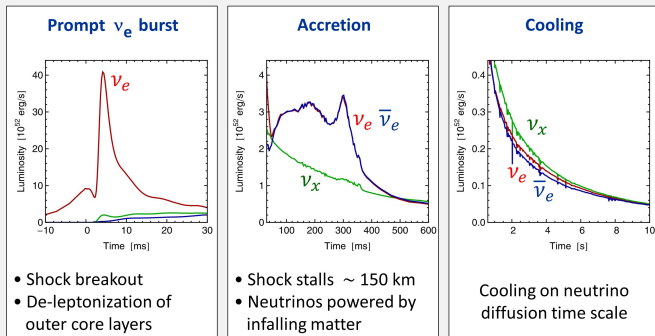 Prompt νe burst
40
30
20
10
0
−10
0
10
20
30
Luminosity [10^52 erg/s]
Time [ms]
νe
• Shock breakout
• De-leptonization of
outer core layers
Accretion
4
3
2
1
0
100
200
300
400
500
600
Luminosity [10^52 erg/s]
Time [ms]
νe ν̅e
νx
• Shock stalls ∼ 150 km
• Neutrinos powered by
infalling matter
Cooling
0.4
0.3
0.2
0.1
0.0
2
4
6
8
10
Luminosity [10^52 erg/s]
Time [s]
νx
νe
ν̅e
Cooling on neutrino
diffusion time scale